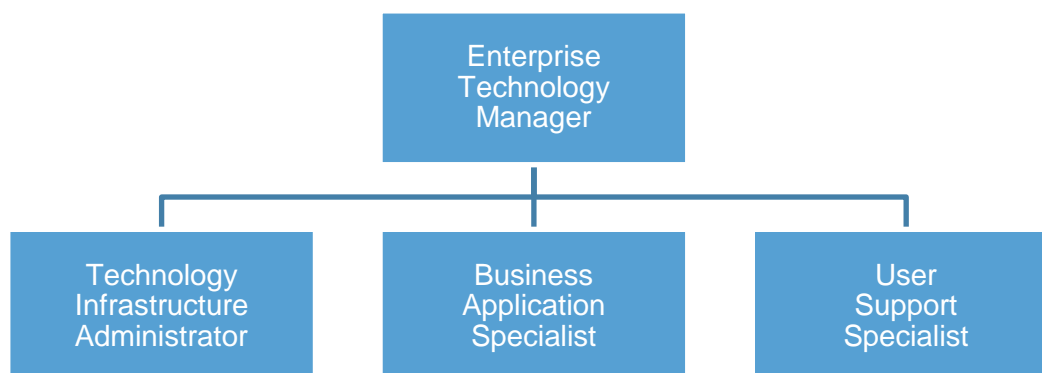 Enterprise
Technology
Manager
Technology
Infrastructure
Administrator
Business
Application
Specialist
User
Support
Specialist